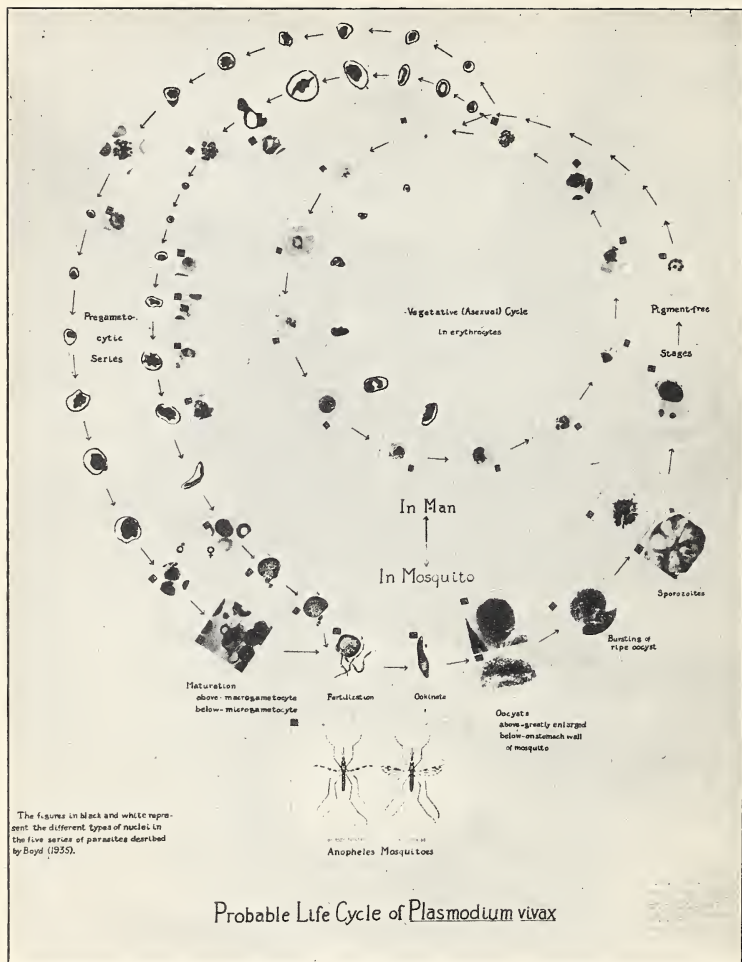 Pregameto-
cytic
Series
Vegetative (Asexual) Cycle
in erythrocytes
Pigment-free
Stages
In Man
In Mosquito
♂ ♀
Sporozoites
Bursting of
ripe oocyst
Maturation
above-macrogametocyte
below-microgametocyte
Fertilization
Ookinete
Oocysts
above-greatly enlarged
below-on stomach wall
of mosquito
The figures in black and white repre-
sent the different types of nuclei in
the five series of parasites desribed
by Boyd (1935).
Anopheles Mosquitoes
Probable Life Cycle of Plasmodium vivax